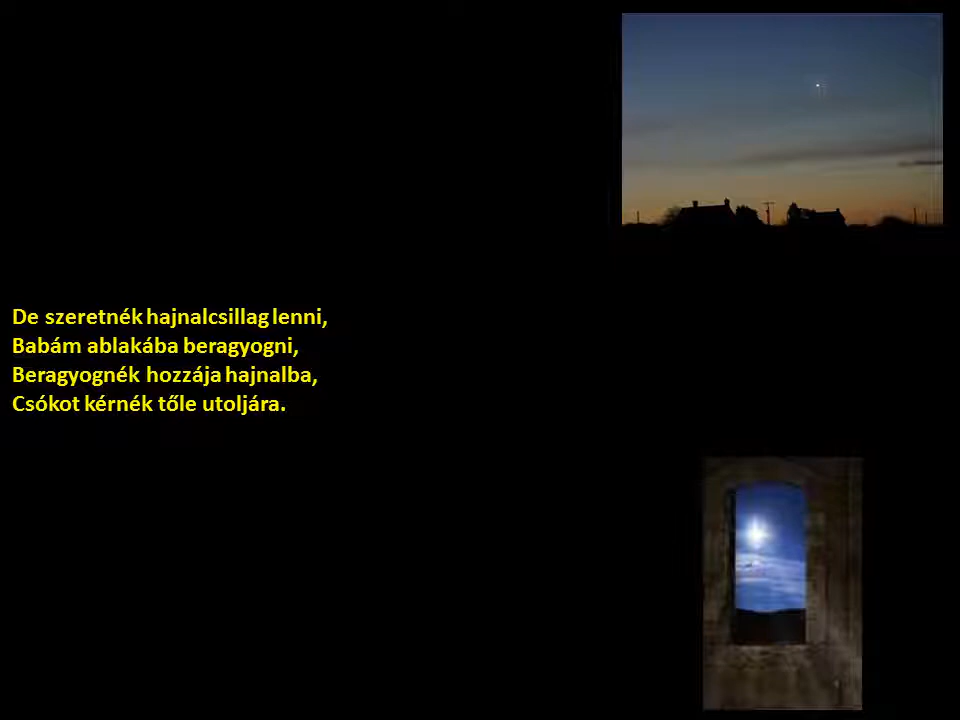 De szeretnék hajnalcsillag lenni,
Babám ablakába beragyogni,
Beragyognék hozzája hajnalba,
Csókot kérnék tőle utoljára.